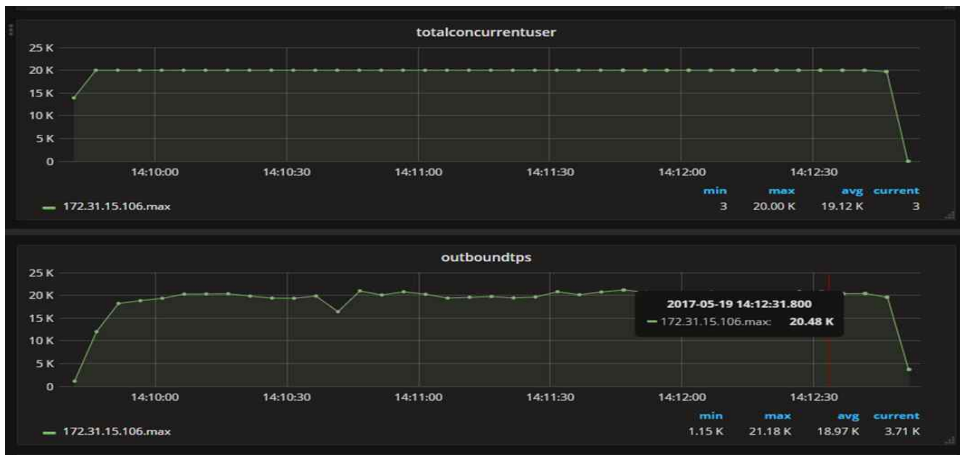 totalconcurrentuser
25 K
20 K
15 K
10 K
5 K
0
14:10:00 14:10:30 14:11:00 14:11:30 14:12:00 14:12:30
min max avg current
172.31.15.106.max 3 20.00 K 19.12 K 3
outboundtps
25 K
20 K
15 K
10 K
5 K
0
2017-05-19 14:12:31.800
172.31.15.106.max: 20.48 K
14:10:00 14:10:30 14:11:00 14:11:30 14:12:00 14:12:30
min max avg current
172.31.15.106.max 1.15 K 21.18 K 18.97 K 3.71 K